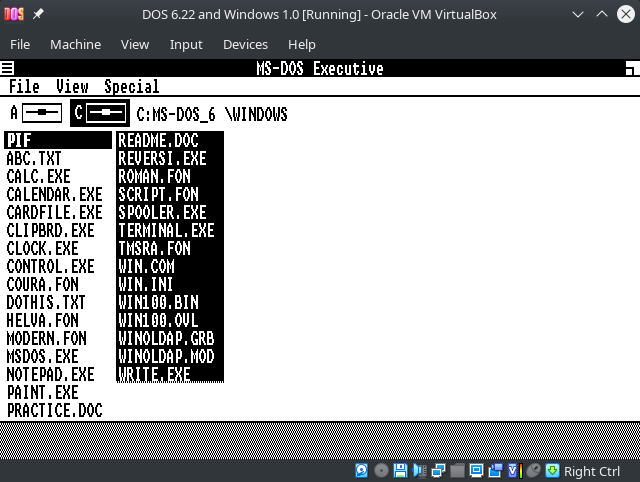 DOS 6.22 and Windows 1.0 [Running] - Oracle VM VirtualBox
File Machine View Input Devices Help
MS-DOS Executive
File View Special
A C C:MS-DOS_6 \WINDOWS
PIF
ABC.TXT
CALC.EXE
CALENDAR.EXE
CARDFILE.EXE
CLIPBRD.EXE
CLOCK.EXE
CONTROL.EXE
COURA.FON
DOTHIS.TXT
HELVA.FON
MODERN.FON
MSDOS.EXE
NOTEPAD.EXE
PAINT.EXE
PRACTICE.DOC
README.DOC
REVERSI.EXE
ROMAN.FON
SCRIPT.FON
SPOOLER.EXE
TERMINAL.EXE
TMSRA.FON
WIN.COM
WIN.INI
WIN100.BIN
WIN100.OVL
WINOLDAP.GRB
WINOLDAP.MOD
WRITE.EXE
Right Ctrl